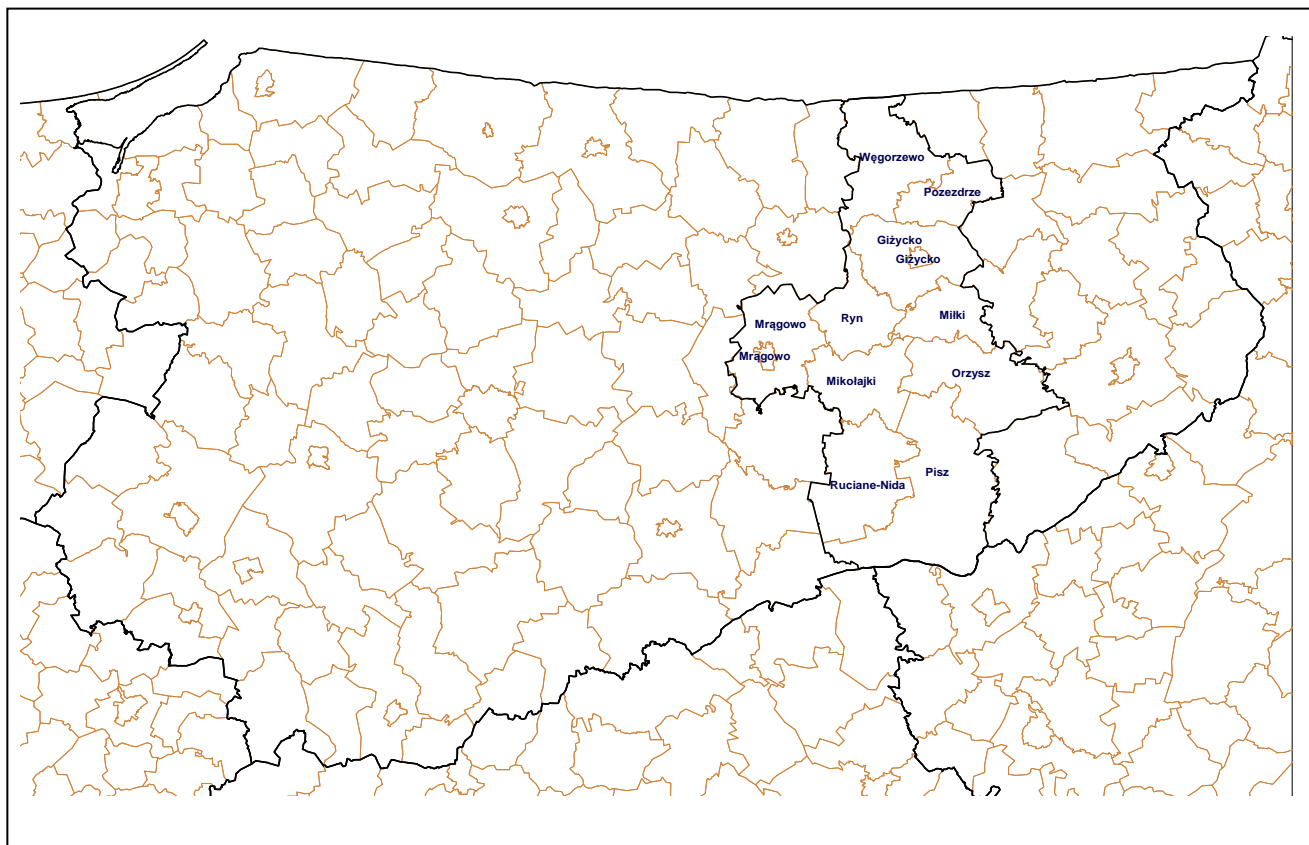 Węgorzewo
Pozezdrze
Giżycko
Giżycko
Miłki
Ryn
Mrągowo
Mrągowo
Orzysz
Mikołajki
Pisz
Ruciane-Nida